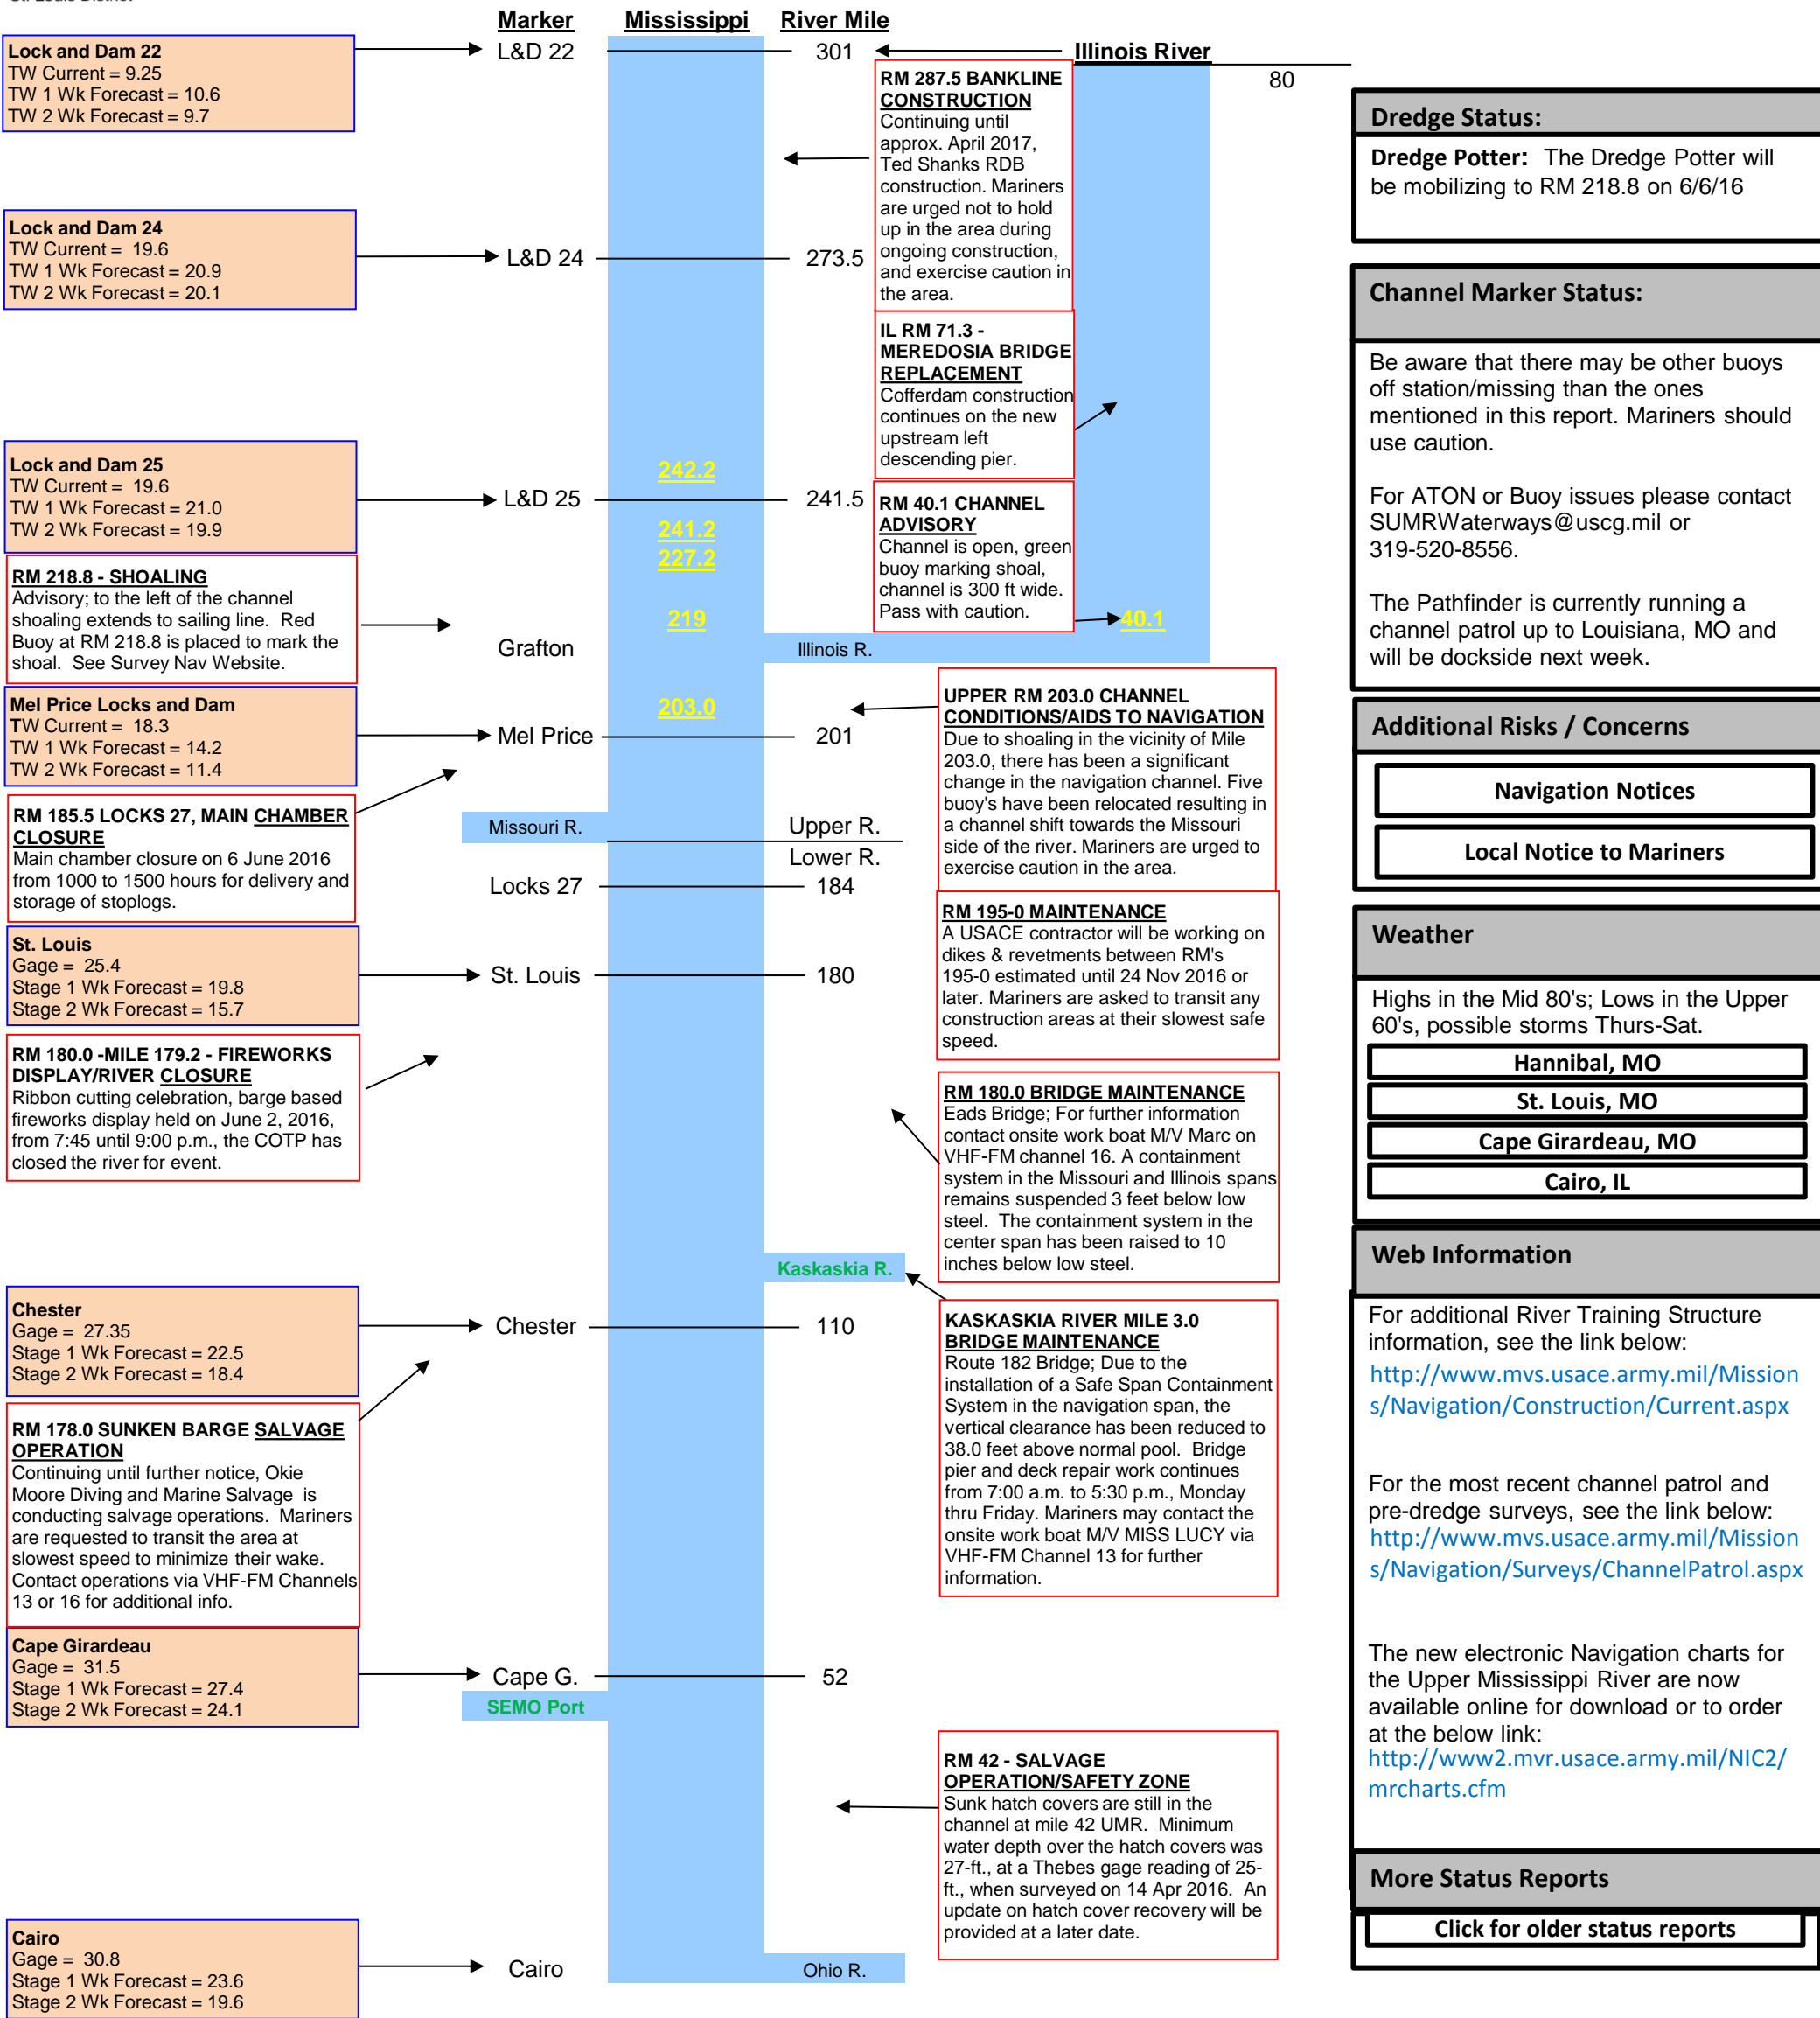 St. Louis District
Marker
Mississippi
River Mile
Lock and Dam 22
TW Current = 9.25
TW 1 Wk Forecast = 10.6
TW 2 Wk Forecast = 9.7
L&D 22
301
Illinois River
80
RM 287.5 BANKLINE
CONSTRUCTION
Continuing until
approx. April 2017,
Ted Shanks RDB
construction. Mariners
are urged not to hold
up in the area during
ongoing construction,
and exercise caution in
the area.
Lock and Dam 24
TW Current = 19.6
TW 1 Wk Forecast = 20.9
TW 2 Wk Forecast = 20.1
L&D 24
273.5
IL RM 71.3 -
MEREDOSIA BRIDGE
REPLACEMENT
Cofferdam construction
continues on the new
upstream left
descending pier.
Lock and Dam 25
TW Current = 19.6
TW 1 Wk Forecast = 21.0
TW 2 Wk Forecast = 19.9
242.2
L&D 25
241.5
241.2
227.2
RM 40.1 CHANNEL
ADVISORY
Channel is open, green
buoy marking shoal,
channel is 300 ft wide.
Pass with caution.
40.1
RM 218.8 - SHOALING
Advisory; to the left of the channel
shoaling extends to sailing line. Red
Buoy at RM 218.8 is placed to mark the
shoal. See Survey Nav Website.
219
Grafton
Illinois R.
Mel Price Locks and Dam
TW Current = 18.3
TW 1 Wk Forecast = 14.2
TW 2 Wk Forecast = 11.4
203.0
Mel Price
201
UPPER RM 203.0 CHANNEL
CONDITIONS/AIDS TO NAVIGATION
Due to shoaling in the vicinity of Mile
203.0, there has been a significant
change in the navigation channel. Five
buoy's have been relocated resulting in
a channel shift towards the Missouri
side of the river. Mariners are urged to
exercise caution in the area.
RM 185.5 LOCKS 27, MAIN CHAMBER
CLOSURE
Main chamber closure on 6 June 2016
from 1000 to 1500 hours for delivery and
storage of stoplogs.
Missouri R.
Upper R.
Lower R.
Locks 27
184
RM 195-0 MAINTENANCE
A USACE contractor will be working on
dikes & revetments between RM's
195-0 estimated until 24 Nov 2016 or
later. Mariners are asked to transit any
construction areas at their slowest safe
speed.
St. Louis
Gage = 25.4
Stage 1 Wk Forecast = 19.8
Stage 2 Wk Forecast = 15.7
St. Louis
180
RM 180.0 -MILE 179.2 - FIREWORKS
DISPLAY/RIVER CLOSURE
Ribbon cutting celebration, barge based
fireworks display held on June 2, 2016,
from 7:45 until 9:00 p.m., the COTP has
closed the river for event.
RM 180.0 BRIDGE MAINTENANCE
Eads Bridge; For further information
contact onsite work boat M/V Marc on
VHF-FM channel 16. A containment
system in the Missouri and Illinois spans
remains suspended 3 feet below low
steel. The containment system in the
center span has been raised to 10
inches below low steel.
Kaskaskia R.
Chester
Gage = 27.35
Stage 1 Wk Forecast = 22.5
Stage 2 Wk Forecast = 18.4
Chester
110
KASKASKIA RIVER MILE 3.0
BRIDGE MAINTENANCE
Route 182 Bridge; Due to the
installation of a Safe Span Containment
System in the navigation span, the
vertical clearance has been reduced to
38.0 feet above normal pool. Bridge
pier and deck repair work continues
from 7:00 a.m. to 5:30 p.m., Monday
thru Friday. Mariners may contact the
onsite work boat M/V MISS LUCY via
VHF-FM Channel 13 for further
information.
RM 178.0 SUNKEN BARGE SALVAGE
OPERATION
Continuing until further notice, Okie
Moore Diving and Marine Salvage is
conducting salvage operations. Mariners
are requested to transit the area at
slowest speed to minimize their wake.
Contact operations via VHF-FM Channels
13 or 16 for additional info.
Cape Girardeau
Gage = 31.5
Stage 1 Wk Forecast = 27.4
Stage 2 Wk Forecast = 24.1
Cape G.
52
SEMO Port
RM 42 - SALVAGE
OPERATION/SAFETY ZONE
Sunk hatch covers are still in the
channel at mile 42 UMR. Minimum
water depth over the hatch covers was
27-ft., at a Thebes gage reading of 25-
ft., when surveyed on 14 Apr 2016. An
update on hatch cover recovery will be
provided at a later date.
Cairo
Gage = 30.8
Stage 1 Wk Forecast = 23.6
Stage 2 Wk Forecast = 19.6
Cairo
Ohio R.
Dredge Status:
Dredge Potter: The Dredge Potter will
be mobilizing to RM 218.8 on 6/6/16
Channel Marker Status:
Be aware that there may be other buoys
off station/missing than the ones
mentioned in this report. Mariners should
use caution.
For ATON or Buoy issues please contact
SUMRWaterways@uscg.mil or
319-520-8556.
The Pathfinder is currently running a
channel patrol up to Louisiana, MO and
will be dockside next week.
Additional Risks / Concerns
Navigation Notices
Local Notice to Mariners
Weather
Highs in the Mid 80's; Lows in the Upper
60's, possible storms Thurs-Sat.
Hannibal, MO
St. Louis, MO
Cape Girardeau, MO
Cairo, IL
Web Information
For additional River Training Structure
information, see the link below:
http://www.mvs.usace.army.mil/Mission
s/Navigation/Construction/Current.aspx
For the most recent channel patrol and
pre-dredge surveys, see the link below:
http://www.mvs.usace.army.mil/Mission
s/Navigation/Surveys/ChannelPatrol.aspx
The new electronic Navigation charts for
the Upper Mississippi River are now
available online for download or to order
at the below link:
http://www2.mvr.usace.army.mil/NIC2/
mrcharts.cfm
More Status Reports
Click for older status reports